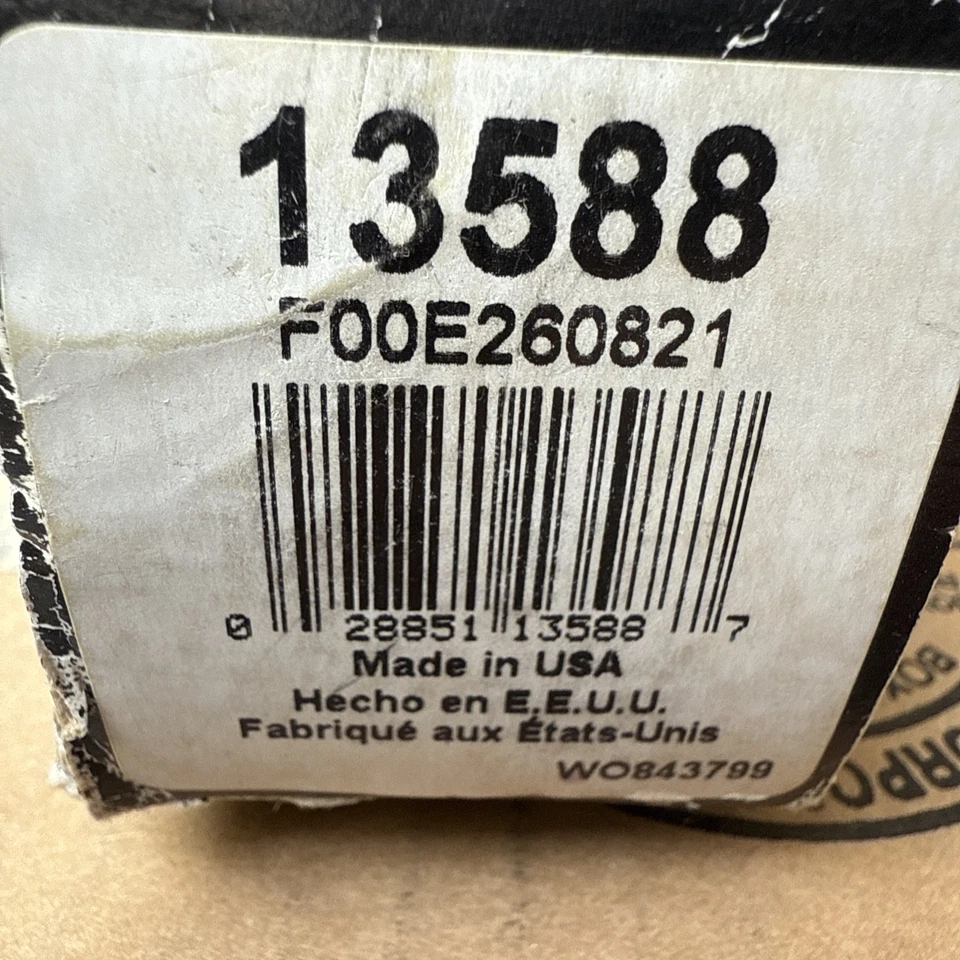 13588
F00E260821
0 28851 13588 7
Made in USA
Hecho en E.E.U.U.
Fabriqué aux États-Unis
WO843799